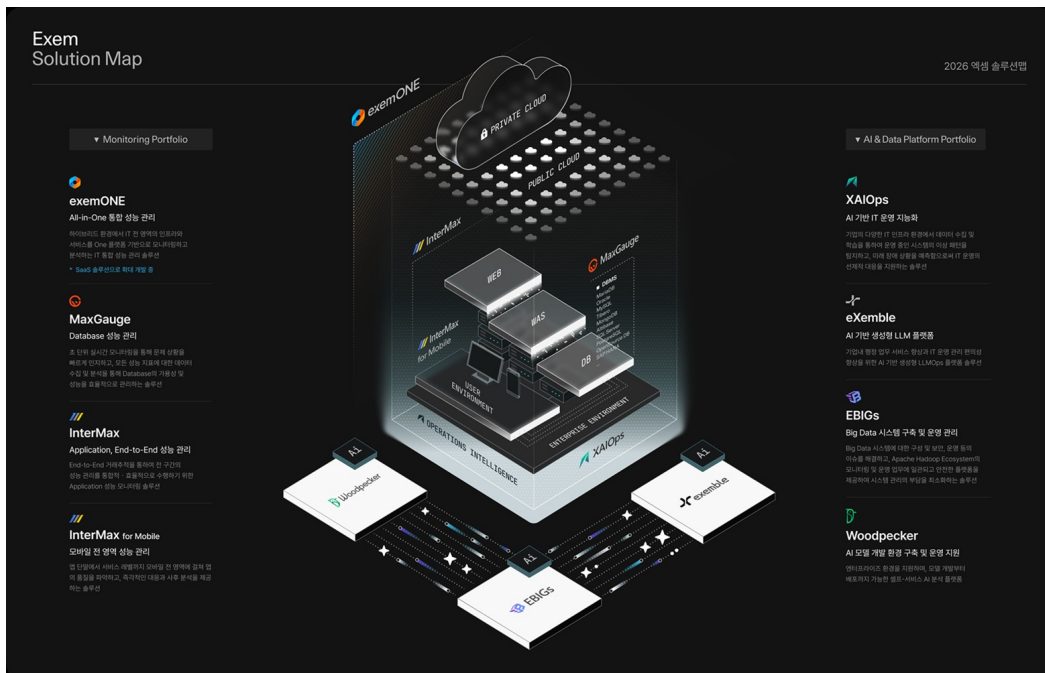 Exem
Solution Map
2026 엑셈 솔루션맵
▼ Monitoring Portfolio
exemONE
All-in-One 통합 성능 관리
하이브리드 환경에서 IT 전 영역의 인프라와
서비스를 One 플랫폼 기반으로 모니터링하고
분석하는 IT 통합 성능 관리 솔루션
* SaaS 솔루션으로 확대 개발 중
MaxGauge
Database 성능 관리
초 단위 실시간 모니터링을 통해 문제 상황을
빠르게 인지하고, 모든 성능 지표에 대한 데이터
수집 및 분석을 통해 Database의 가용성 및
성능을 효율적으로 관리하는 솔루션
InterMax
Application, End-to-End 성능 관리
End-to-End 거래추적을 통하여 전 구간의
성능 관리를 통합적 · 효율적으로 수행하기 위한
Application 성능 모니터링 솔루션
InterMax for Mobile
모바일 전 영역 성능 관리
앱 단말에서 서비스 레벨까지 모바일 전 영역에 걸쳐 앱
의 품질을 파악하고, 즉각적인 대응과 사후 분석을 제공
하는 솔루션
exemONE
PRIVATE CLOUD
PUBLIC CLOUD
InterMax
MaxGauge
WEB
WAS
DB
DBMS
MariaDB
Oracle
MySQL
Tibero
MongoDB
Altibase
SQL Server
PostgreSQL
InterMax
for Mobile
USER
ENVIRONMENT
ENTERPRISE ENVIRONMENT
OPERATIONS INTELLIGENCE
XAIOps
Ai
Woodpecker
Ai
exemble
Ai
EBIGs
▼ AI & Data Platform Portfolio
XAIOps
AI 기반 IT 운영 지능화
기업의 다양한 IT 인프라 환경에서 데이터 수집 및
학습을 통하여 운영 중인 시스템의 이상 패턴을
탐지하고, 미래 장애 상황을 예측함으로써 IT 운영의
선제적 대응을 지원하는 솔루션
eXemble
AI 기반 생성형 LLM 플랫폼
기업내 현장 업무 서비스 향상과 IT 운영 관리 편의성
향상을 위한 AI 기반 생성형 LLMOps 플랫폼 솔루션
EBIGs
Big Data 시스템 구축 및 운영 관리
Big Data 시스템에 대한 구성 및 보안, 운영 등의
이슈를 해결하고, Apache Hadoop Ecosystem의
모니터링 및 운영 업무에 일관되고 안전한 플랫폼을
제공하여 시스템 관리의 부담을 최소화하는 솔루션
Woodpecker
AI 모델 개발 환경 구축 및 운영 지원
엔터프라이즈 환경을 지원하며, 모델 개발부터
배포까지 가능한 셀프-서비스 AI 분석 플랫폼